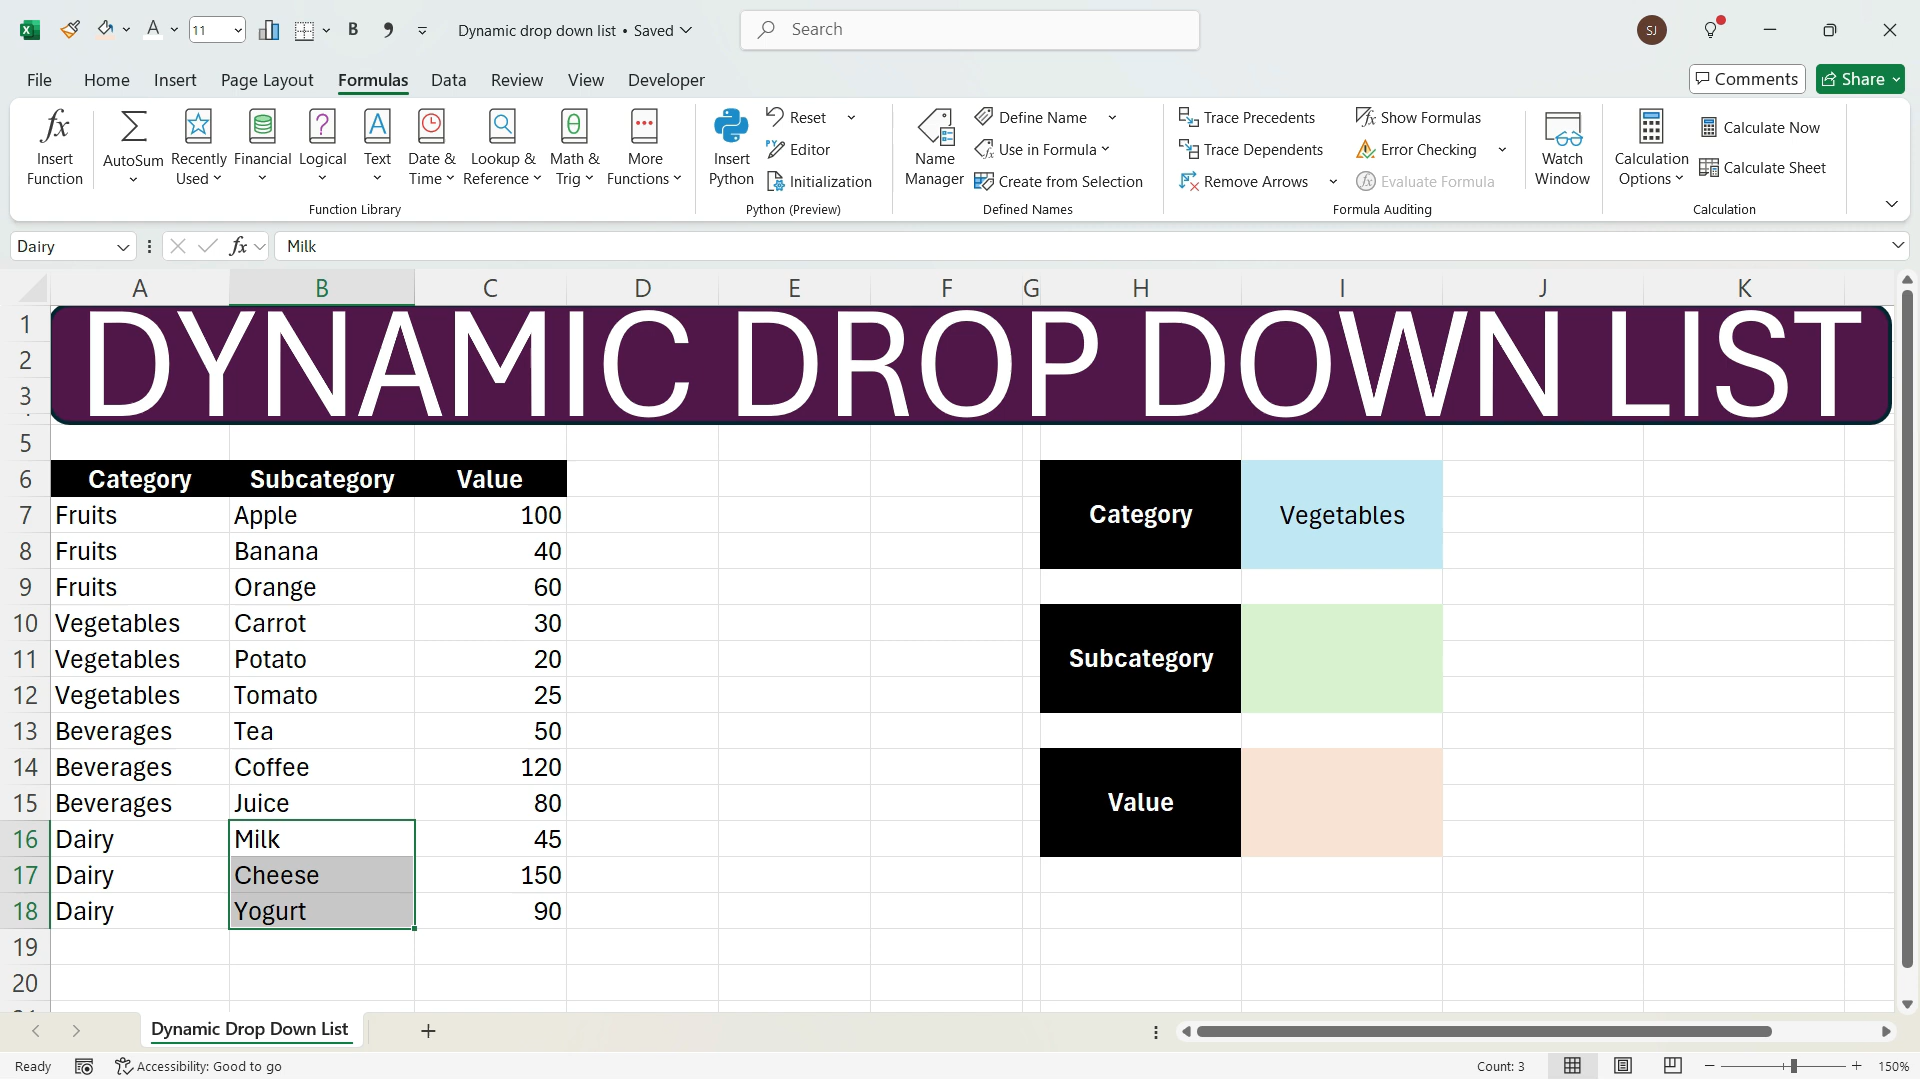 11
B
Dynamic drop down list • Saved
Search
SJ
File Home Insert Page Layout Formulas Data Review View Developer
Comments Share
fx Insert Function
AutoSum
Recently Used
Financial
Logical
Text
Date & Time
Lookup & Reference
Math & Trig
More Functions
Function Library
Insert Python
Reset
Editor
Initialization
Python (Preview)
Name Manager
Define Name
Use in Formula
Create from Selection
Defined Names
Trace Precedents
Trace Dependents
Remove Arrows
Show Formulas
Error Checking
Evaluate Formula
Formula Auditing
Watch Window
Calculation Options
Calculate Now
Calculate Sheet
Calculation
Dairy fx Milk
A B C D E F G H I J K
1
2
3
DYNAMIC DROP DOWN LIST
5
6 Category Subcategory Value
7 Fruits Apple 100
8 Fruits Banana 40
9 Fruits Orange 60
10 Vegetables Carrot 30
11 Vegetables Potato 20
12 Vegetables Tomato 25
13 Beverages Tea 50
14 Beverages Coffee 120
15 Beverages Juice 80
16 Dairy Milk 45
17 Dairy Cheese 150
18 Dairy Yogurt 90
19
20
Category Vegetables
Subcategory
Value
Dynamic Drop Down List
Ready Accessibility: Good to go Count: 3 150%